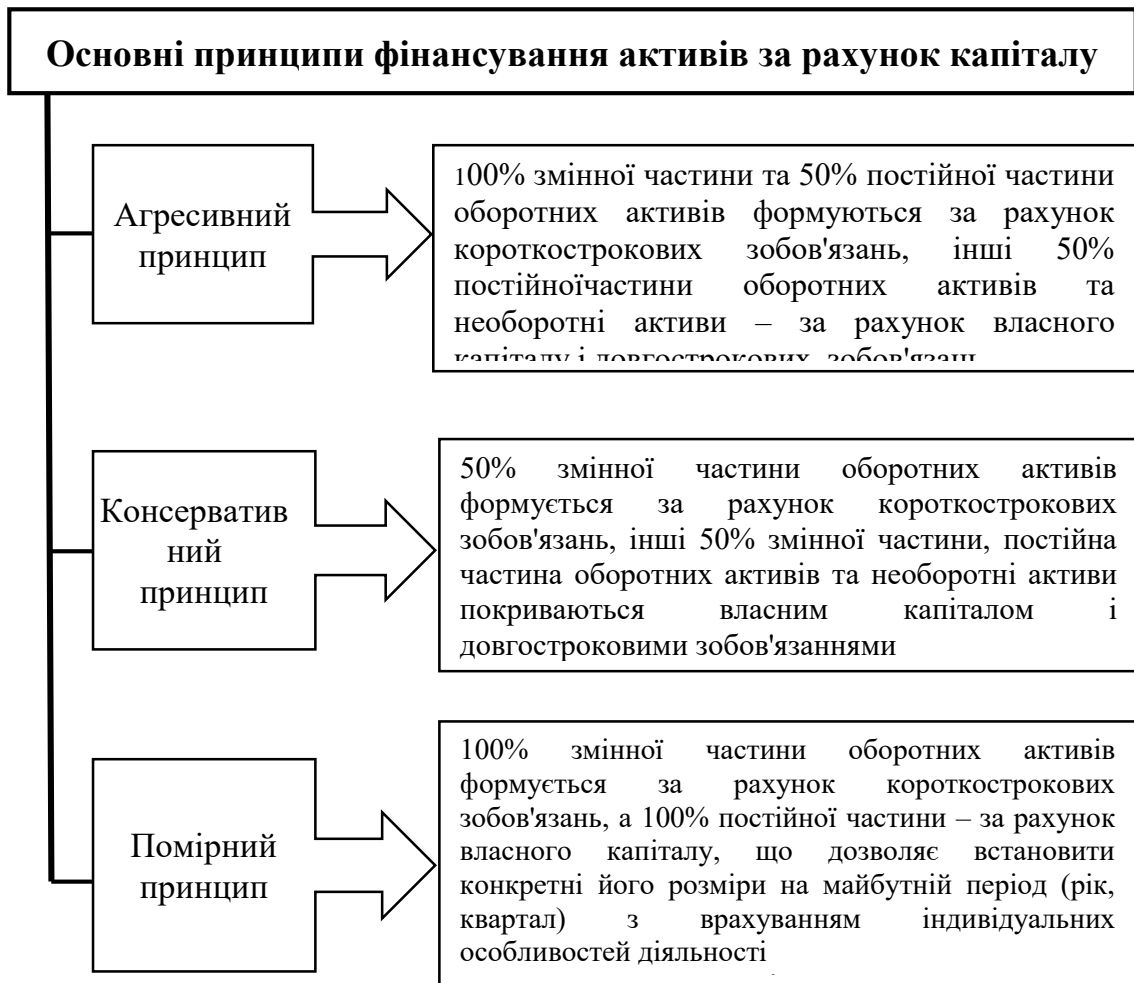 Основні принципи фінансування активів за рахунок капіталу
Агресивний
принцип
100% змінної частини та 50% постійної частини
оборотних активів формуються за рахунок
короткострокових зобов'язань, інші 50%
постійноїчастини оборотних активів та
необоротні активи – за рахунок власного
капіталу і довгострокових зобов'язань
Консерватив
ний
принцип
50% змінної частини оборотних активів
формується за рахунок короткострокових
зобов'язань, інші 50% змінної частини, постійна
частина оборотних активів та необоротні активи
покриваються власним капіталом і
довгостроковими зобов'язаннями
Помірний
принцип
100% змінної частини оборотних активів
формується за рахунок короткострокових
зобов'язань, а 100% постійної частини – за рахунок
власного капіталу, що дозволяє встановити
конкретні його розміри на майбутній період (рік,
квартал) з врахуванням індивідуальних
особливостей діяльності